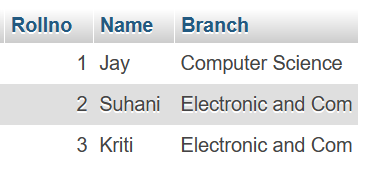 Rollno Name Branch
1 Jay Computer Science
2 Suhani Electronic and Com
3 Kriti Electronic and Com